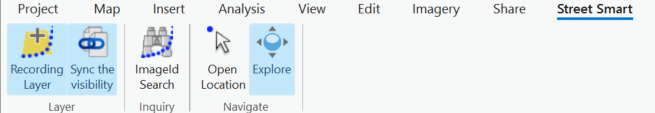 Project Map Insert Analysis View Edit Imagery Share Street Smart
Recording Layer
Sync the visibility
ImageId Search
Open Location
Explore
Layer Inquiry Navigate